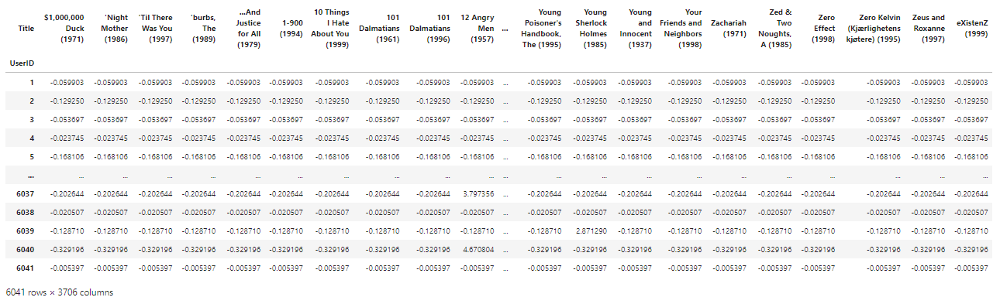 Title $1,000,000 Duck (1971) 'Night Mother (1986) 'Til There Was You (1997) 'burbs, The (1989) ...And Justice for All (1979) 1-900 (1994) 10 Things I Hate About You (1999) 101 Dalmatians (1961) 101 Dalmatians (1996) 12 Angry Men (1957) ... Young Poisoner's Handbook, The (1995) Young Sherlock Holmes (1985) Young and Innocent (1937) Your Friends and Neighbors (1998) Zachariah (1971) Zed & Two Noughts, A (1985) Zero Effect (1998) Zero Kelvin (Kjærlighetens kjøtere) (1995) Zeus and Roxanne (1997) eXistenZ (1999)
UserID
1 -0.059903 -0.059903 -0.059903 -0.059903 -0.059903 -0.059903 -0.059903 -0.059903 -0.059903 -0.059903 ... -0.059903 -0.059903 -0.059903 -0.059903 -0.059903 -0.059903 -0.059903 -0.059903 -0.059903 -0.059903
2 -0.129250 -0.129250 -0.129250 -0.129250 -0.129250 -0.129250 -0.129250 -0.129250 -0.129250 -0.129250 ... -0.129250 -0.129250 -0.129250 -0.129250 -0.129250 -0.129250 -0.129250 -0.129250 -0.129250 -0.129250
3 -0.053697 -0.053697 -0.053697 -0.053697 -0.053697 -0.053697 -0.053697 -0.053697 -0.053697 -0.053697 ... -0.053697 -0.053697 -0.053697 -0.053697 -0.053697 -0.053697 -0.053697 -0.053697 -0.053697 -0.053697
4 -0.023745 -0.023745 -0.023745 -0.023745 -0.023745 -0.023745 -0.023745 -0.023745 -0.023745 -0.023745 ... -0.023745 -0.023745 -0.023745 -0.023745 -0.023745 -0.023745 -0.023745 -0.023745 -0.023745 -0.023745
5 -0.168106 -0.168106 -0.168106 -0.168106 -0.168106 -0.168106 -0.168106 -0.168106 -0.168106 -0.168106 ... -0.168106 -0.168106 -0.168106 -0.168106 -0.168106 -0.168106 -0.168106 -0.168106 -0.168106 -0.168106
... ... ... ... ... ... ... ... ... ... ... ... ... ... ... ... ... ... ... ... ... ...
6037 -0.202644 -0.202644 -0.202644 -0.202644 -0.202644 -0.202644 -0.202644 -0.202644 -0.202644 3.797356 ... -0.202644 -0.202644 -0.202644 -0.202644 -0.202644 -0.202644 -0.202644 -0.202644 -0.202644 -0.202644
6038 -0.020507 -0.020507 -0.020507 -0.020507 -0.020507 -0.020507 -0.020507 -0.020507 -0.020507 -0.020507 ... -0.020507 -0.020507 -0.020507 -0.020507 -0.020507 -0.020507 -0.020507 -0.020507 -0.020507 -0.020507
6039 -0.128710 -0.128710 -0.128710 -0.128710 -0.128710 -0.128710 -0.128710 -0.128710 -0.128710 -0.128710 ... -0.128710 2.871290 -0.128710 -0.128710 -0.128710 -0.128710 -0.128710 -0.128710 -0.128710 -0.128710
6040 -0.329196 -0.329196 -0.329196 -0.329196 -0.329196 -0.329196 -0.329196 -0.329196 -0.329196 4.670804 ... -0.329196 -0.329196 -0.329196 -0.329196 -0.329196 -0.329196 -0.329196 -0.329196 -0.329196 -0.329196
6041 -0.005397 -0.005397 -0.005397 -0.005397 -0.005397 -0.005397 -0.005397 -0.005397 -0.005397 -0.005397 ... -0.005397 -0.005397 -0.005397 -0.005397 -0.005397 -0.005397 -0.005397 -0.005397 -0.005397 -0.005397
6041 rows × 3706 columns